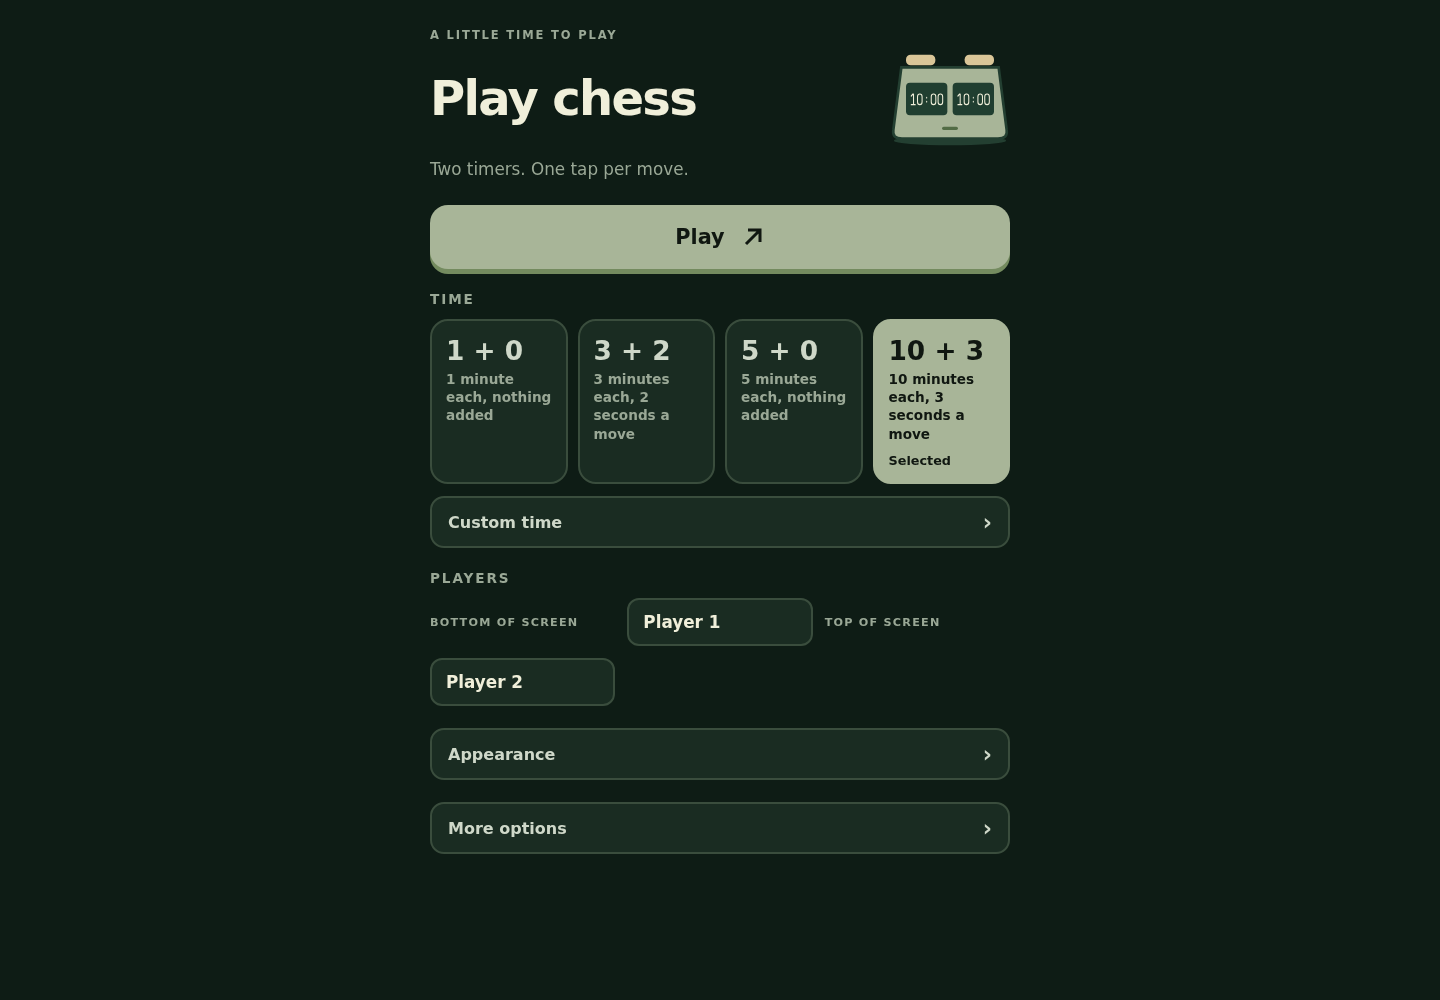 A LITTLE TIME TO PLAY
Play chess
10:00 10:00
Two timers. One tap per move.
Play
TIME
1 + 0
1 minute
each, nothing
added
3 + 2
3 minutes
each, 2
seconds a
move
5 + 0
5 minutes
each, nothing
added
10 + 3
10 minutes
each, 3
seconds a
move
Selected
Custom time
PLAYERS
BOTTOM OF SCREEN
Player 1
TOP OF SCREEN
Player 2
Appearance
More options